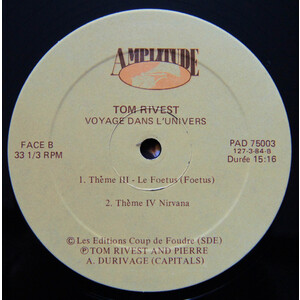 AMPLITUDE
TOM RIVEST
VOYAGE DANS L'UNIVERS
FACE B
33 1/3 RPM
PAD 75003
127-3-84-B
Durée 15:16
1. Thème III - Le Foetus (Foetus)
2. Thème IV Nirvana
© Les Editions Coup de Foudre (SDE)
℗ TOM RIVEST AND PIERRE
A. DURIVAGE (CAPITALS)